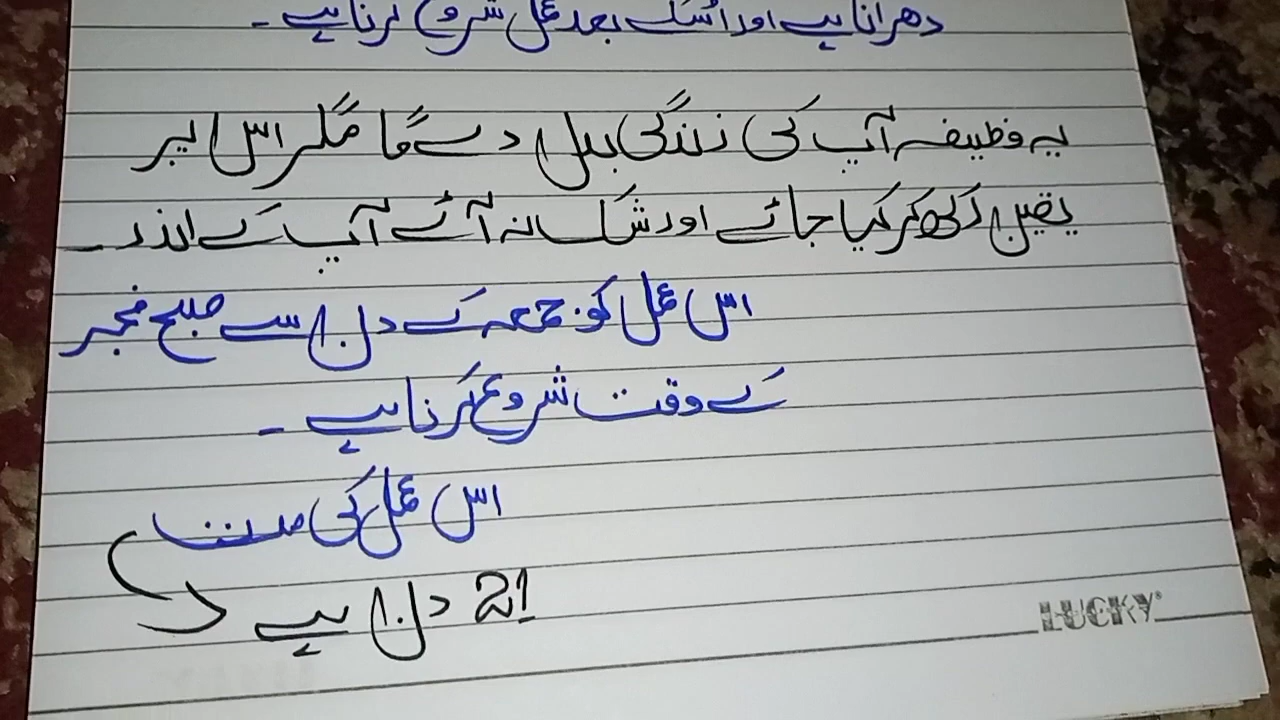 دھرانا ہے اور اسکے بعد عمل شروع کرنا ہے۔
یہ وظیفہ آپ کی زندگی بدل دے گا مگر اس پر
یقین رکھ کر کیا جائے اور شک نہ آئے آپ کے اندر۔
اس عمل کو جمعہ کے دن سے صبح فجر
کے وقت شروع کرنا ہے۔
اس عمل کی مدت
21 دن ہے
LUCKY